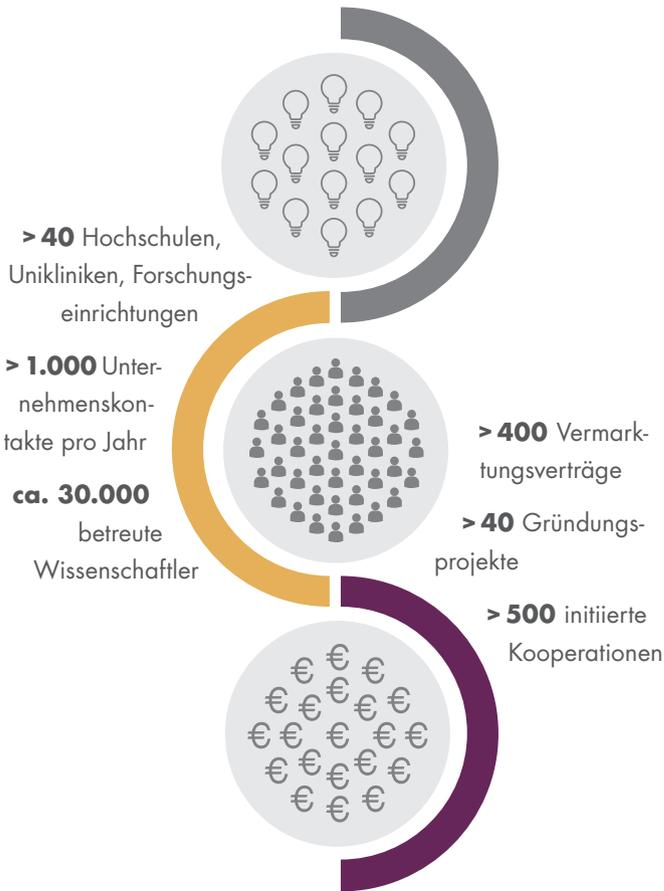 > 40 Hochschulen,
Unikliniken, Forschungs-
einrichtungen
> 1.000 Unter-
nehmenskon-
takte pro Jahr
ca. 30.000
betreute
Wissenschaftler
> 400 Vermark-
tungsverträge
> 40 Gründungs-
projekte
> 500 initiierte
Kooperationen